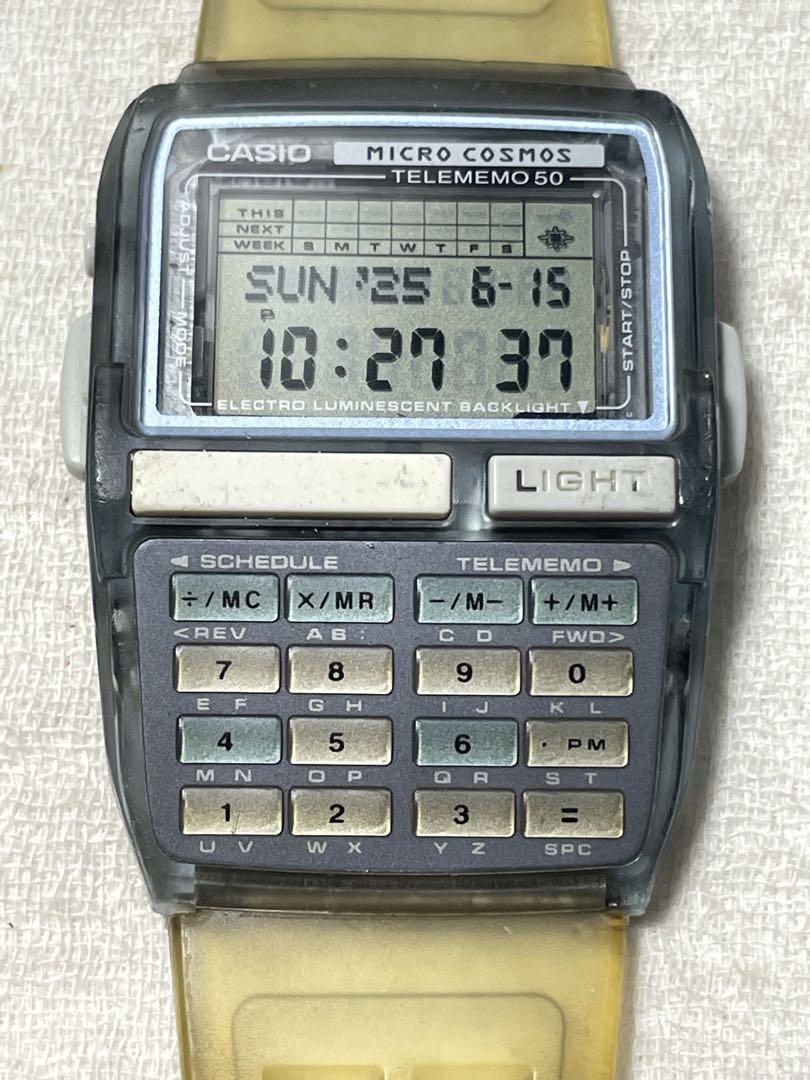 CASIO MICRO COSMOS
TELEMEMO 50
ADJUST MODE
START/STOP
THIS
NEXT
WEEK S M T W T F S
SUN '25 6-15
P
10:27 37
ELECTRO LUMINESCENT BACKLIGHT
LIGHT
SCHEDULE TELEMEMO
÷/MC ×/MR -/M- +/M+
<REV A B : C D FWD>
7 8 9 0
E F G H I J K L
4 5 6 . PM
M N O P Q R S T
1 2 3 =
U V W X Y Z SPC